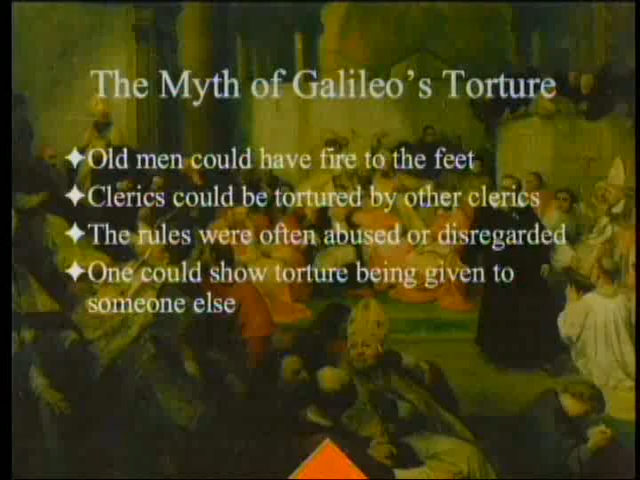 The Myth of Galileo's Torture
✦Old men could have fire to the feet
✦Clerics could be tortured by other clerics
✦The rules were often abused or disregarded
✦One could show torture being given to
someone else